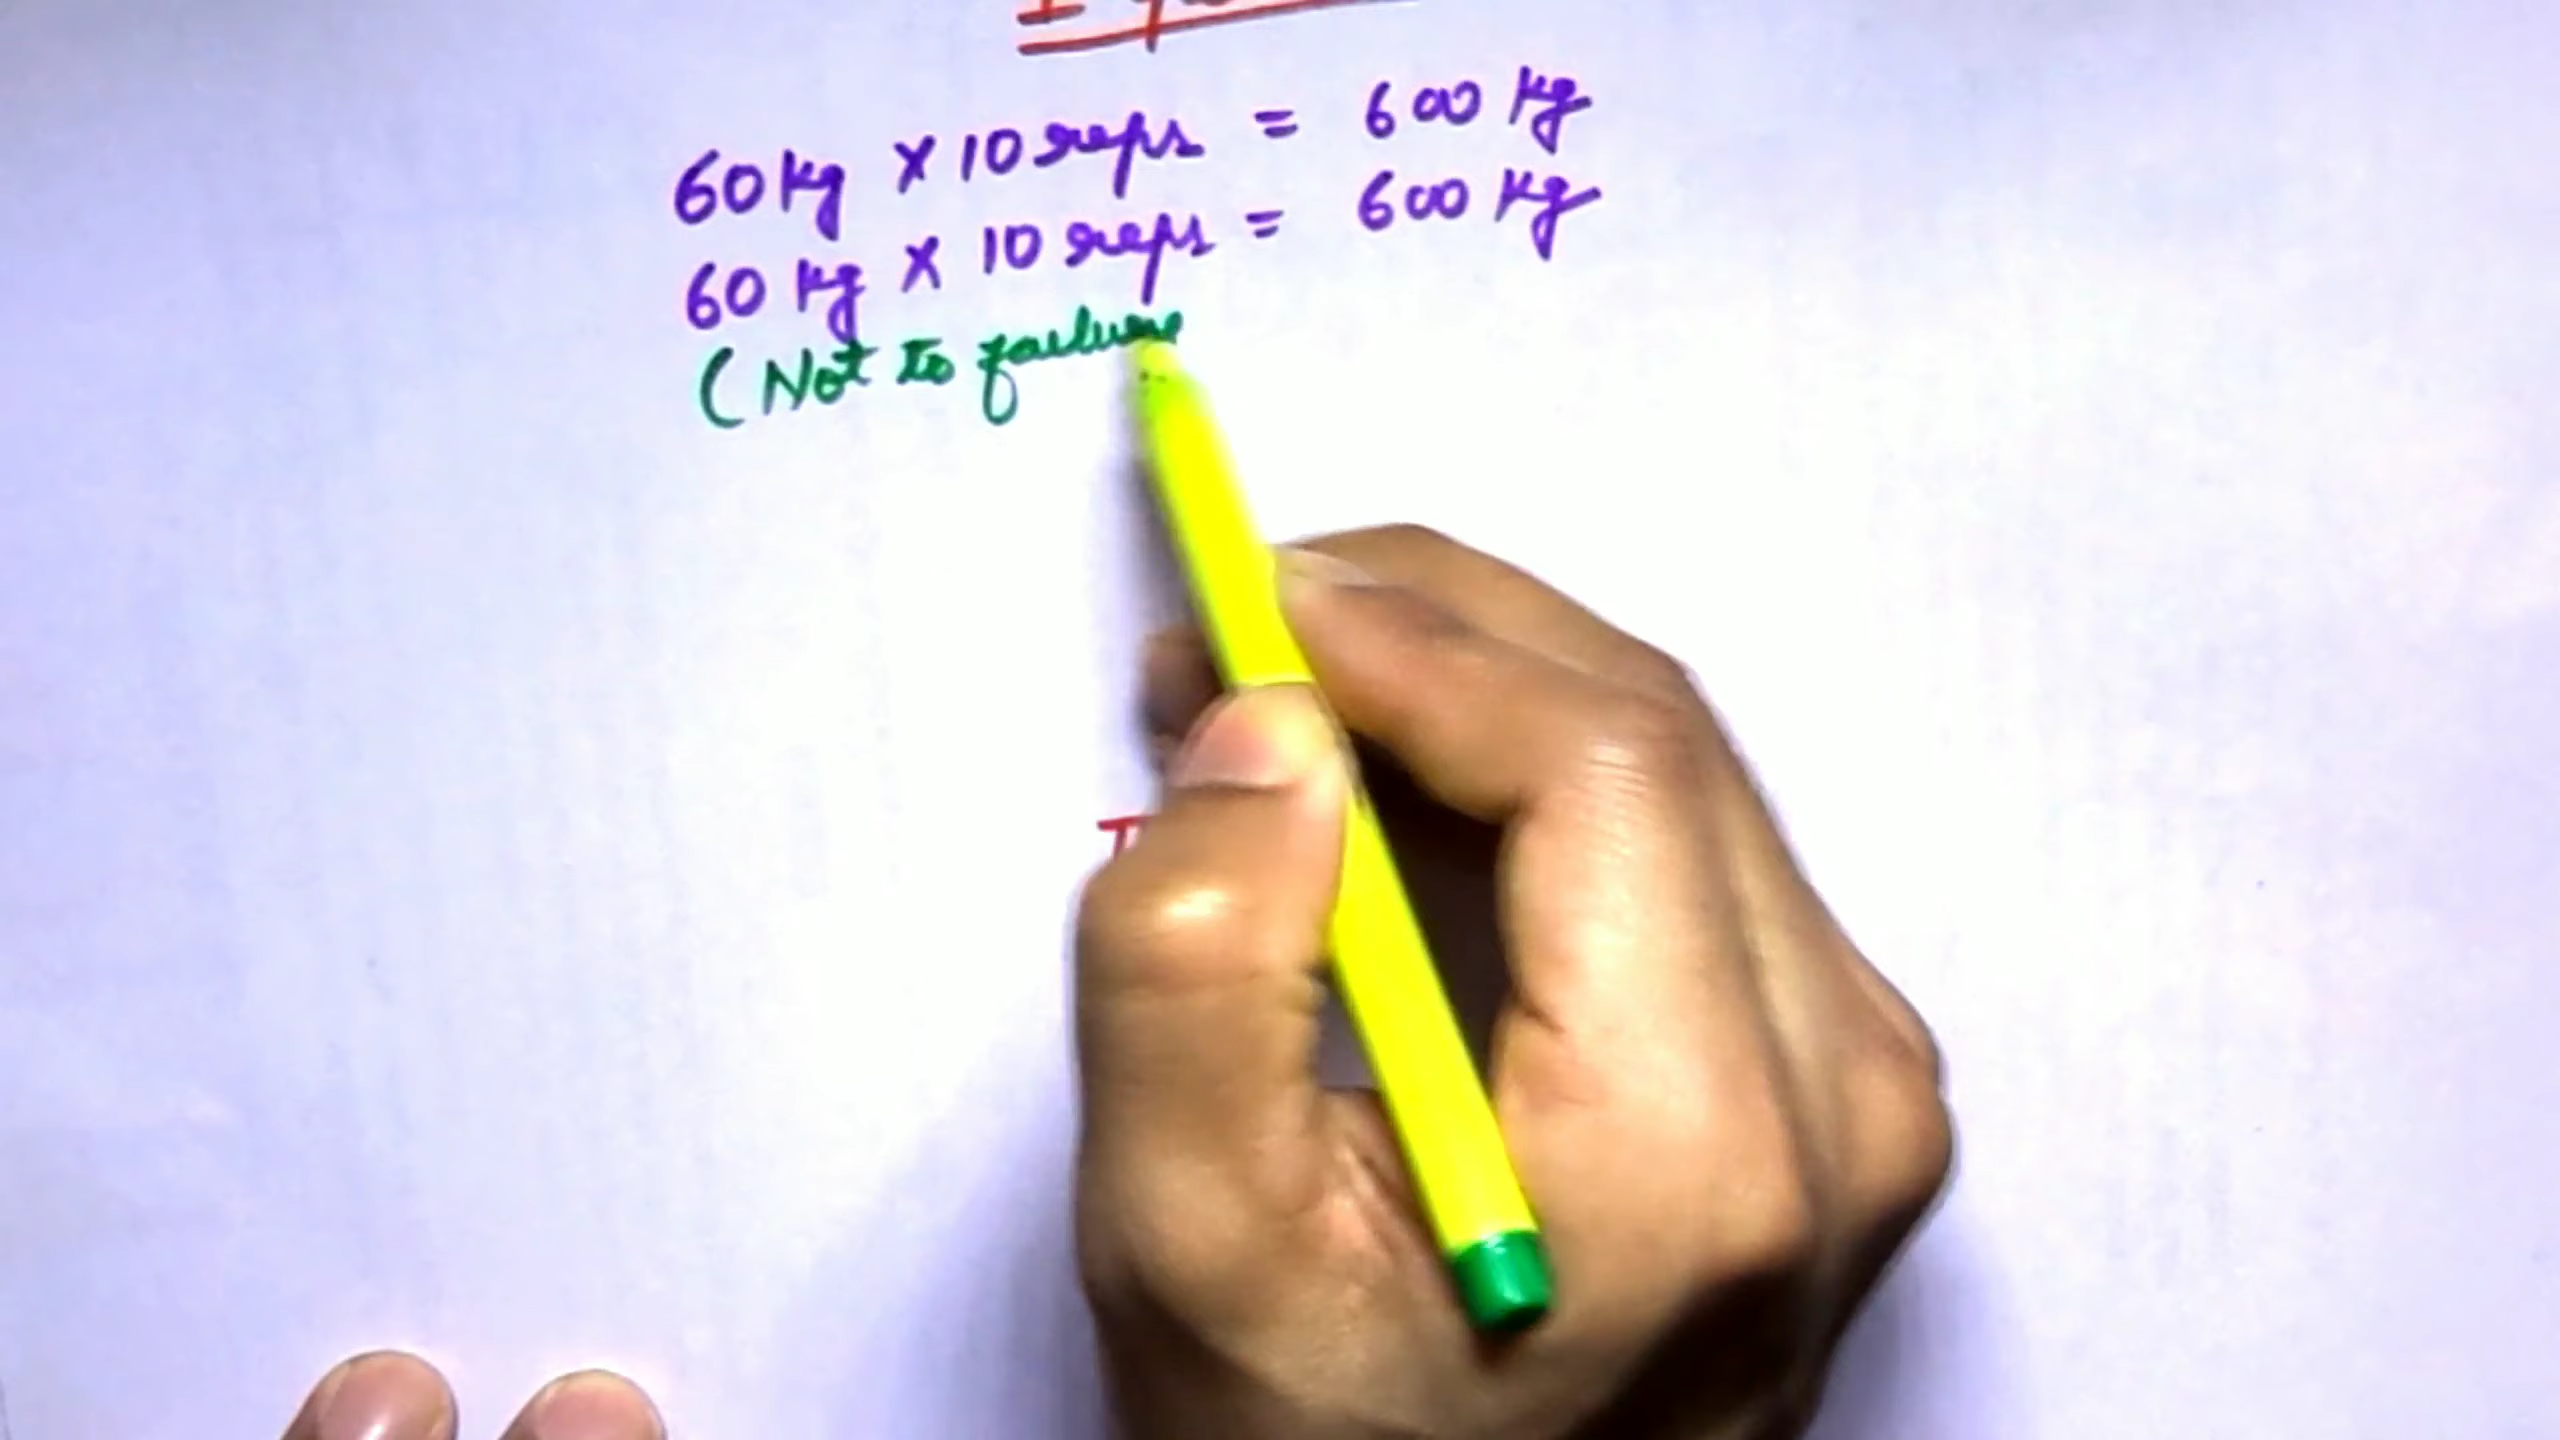 60 kg × 10 reps = 600 kg
60 kg × 10 reps = 600 kg
(Not to failure